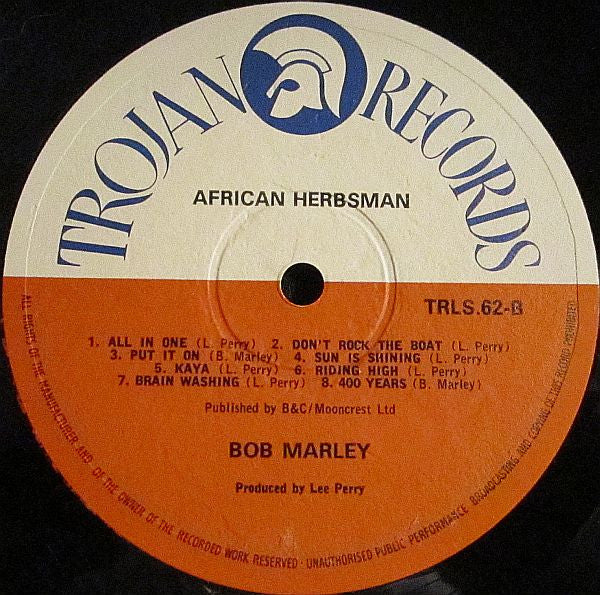 TROJAN RECORDS
AFRICAN HERBSMAN
TRLS.62-B
1. ALL IN ONE (L. Perry) 2. DON'T ROCK THE BOAT (L. Perry)
3. PUT IT ON (B. Marley) 4. SUN IS SHINING (L. Perry)
5. KAYA (L. Perry) 6. RIDING HIGH (L. Perry)
7. BRAIN WASHING (L. Perry) 8. 400 YEARS (B. Marley)
Published by B&C/Mooncrest Ltd
BOB MARLEY
Produced by Lee Perry
ALL RIGHTS OF THE MANUFACTURER AND OF THE OWNER OF THE RECORDED WORK RESERVED · UNAUTHORISED PUBLIC PERFORMANCE BROADCASTING AND COPYING OF THIS RECORD PROHIBITED.